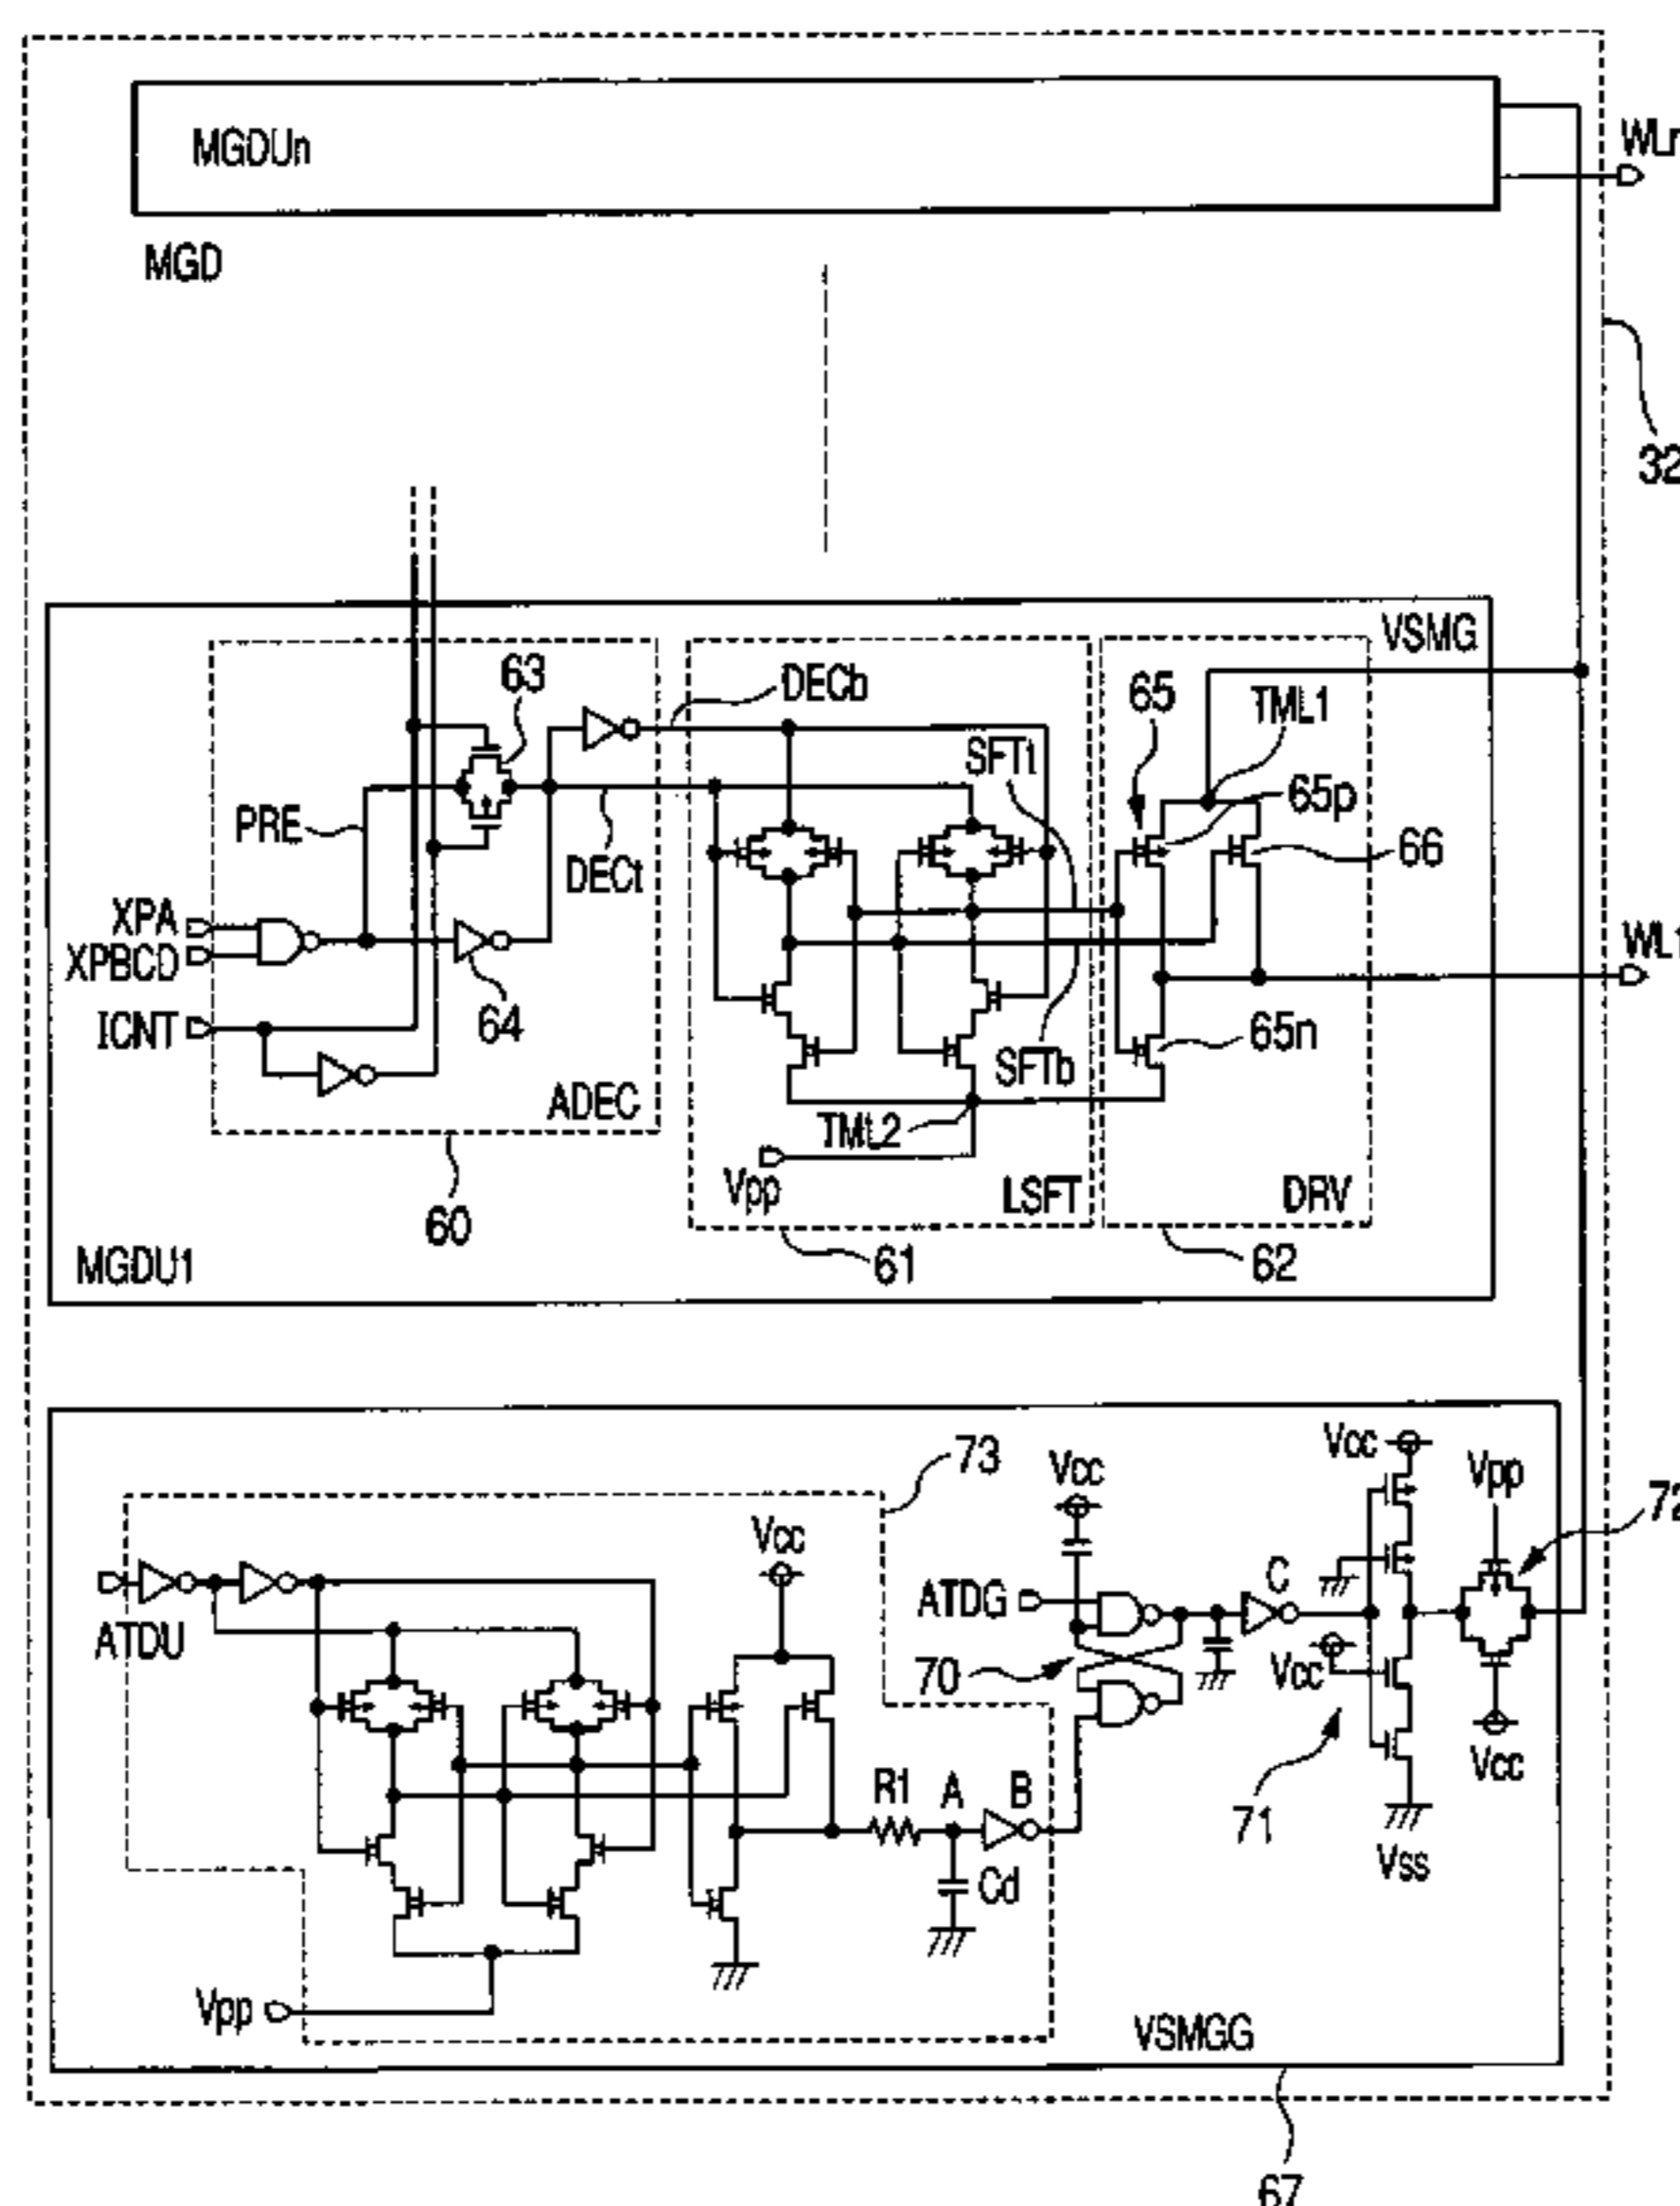 MGDUn
WLn
MGD
32
VSMG
63
DECb
65
TML1
SFTt
65p
PRE
DECt
66
XPA
XPBCD
WL1
ICNT
64
65n
SFTb
ADEC
TML2
Vpp
LSFT
DRV
60
61
62
MGDU1
73
Vcc
Vcc
Vpp
72
Vcc
ATDU
ATDG
C
70
Vcc
R1
A
B
Vcc
71
Cd
Vss
Vpp
VSMGG
67